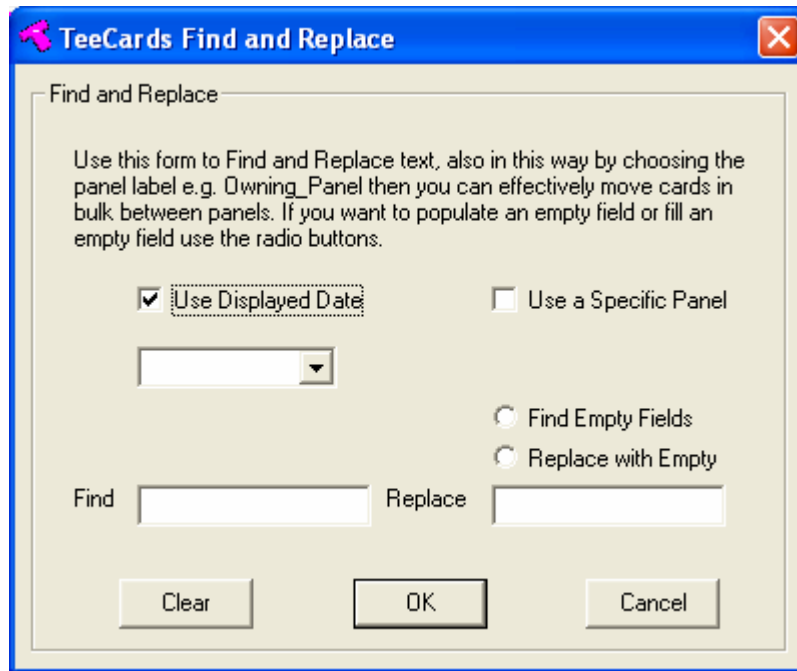 TeeCards Find and Replace
Find and Replace
Use this form to Find and Replace text, also in this way by choosing the
panel label e.g. Owning_Panel then you can effectively move cards in
bulk between panels. If you want to populate an empty field or fill an
empty field use the radio buttons.
Use Displayed Date Use a Specific Panel
Find Empty Fields
Replace with Empty
Find Replace
Clear OK Cancel